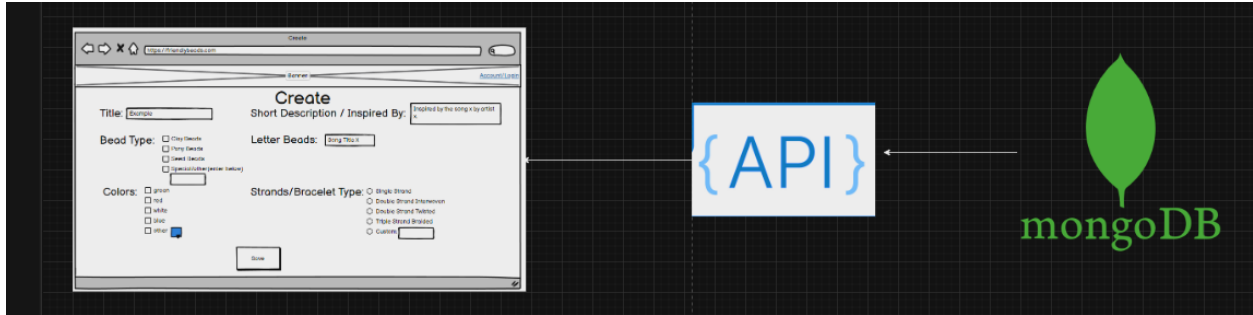 Create
https://friendlybeads.com
Banner
Account/Login
Create
Title:
Example
Short Description / Inspired By:
Inspired by the song x by artist
x
Bead Type:
Clay Beads
Pony Beads
Seed Beads
Special/other(enter below)
Letter Beads:
Song Title X
Colors:
green
red
white
blue
other
Strands/Bracelet Type:
Single Strand
Double Strand Interwoven
Double Strand Twisted
Triple Strand Braided
Custom:
Save
{API}
mongoDB